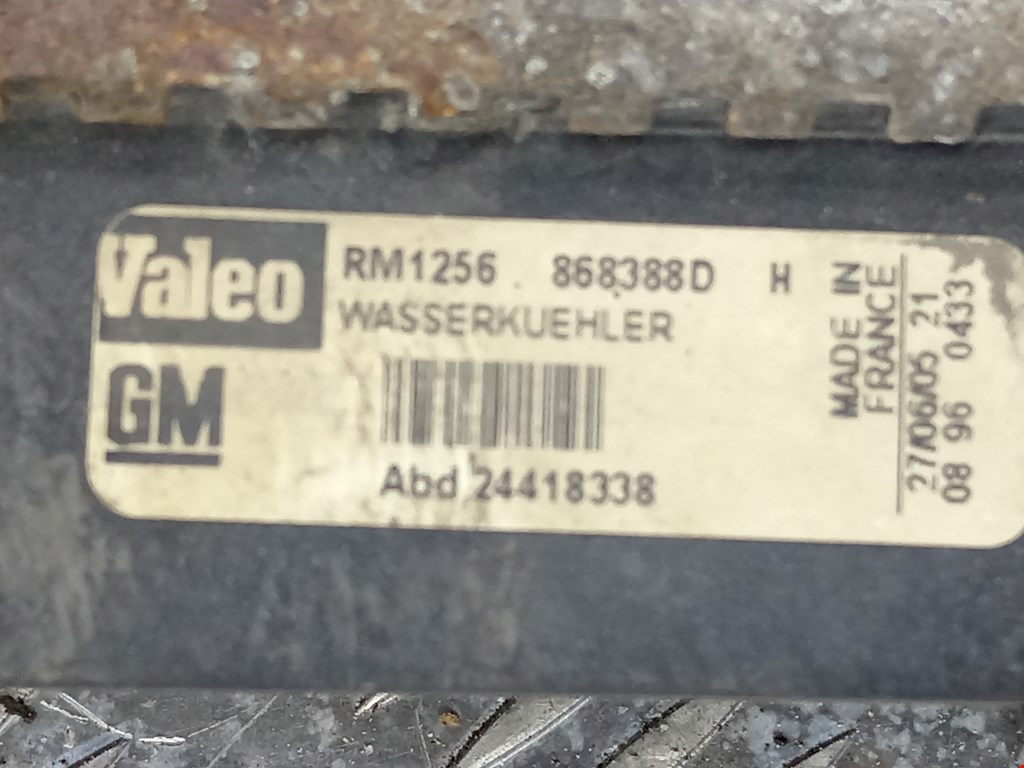 Valeo
RM1256 868388D H
WASSERKUEHLER
GM
Abd 24418338
MADE IN
FRANCE
27/06/05 21
08 96 0433